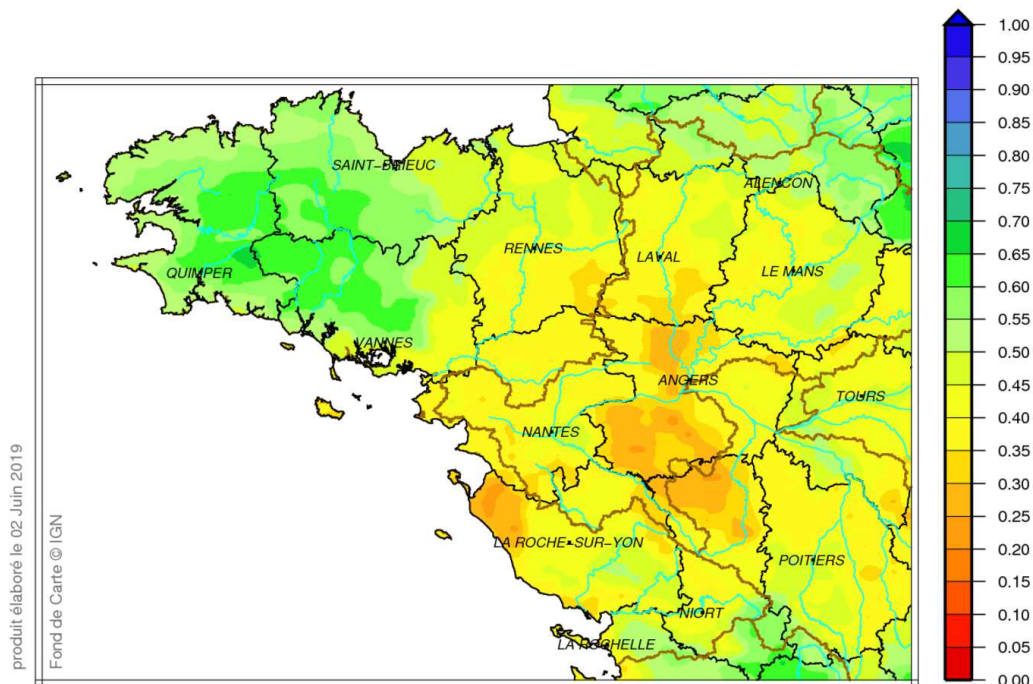 1.00
0.95
0.90
0.85
0.80
0.75
0.70
0.65
0.60
0.55
0.50
0.45
0.40
0.35
0.30
0.25
0.20
0.15
0.10
0.05
0.00
SAINT-BRIEUC
ALENCON
RENNES
LAVAL
LE MANS
QUIMPER
VANNES
ANGERS
TOURS
NANTES
LA ROCHE-SUR-YON
POITIERS
NIORT
LA ROCHELLE
produit élaboré le 02 Juin 2019
Fond de Carte © IGN